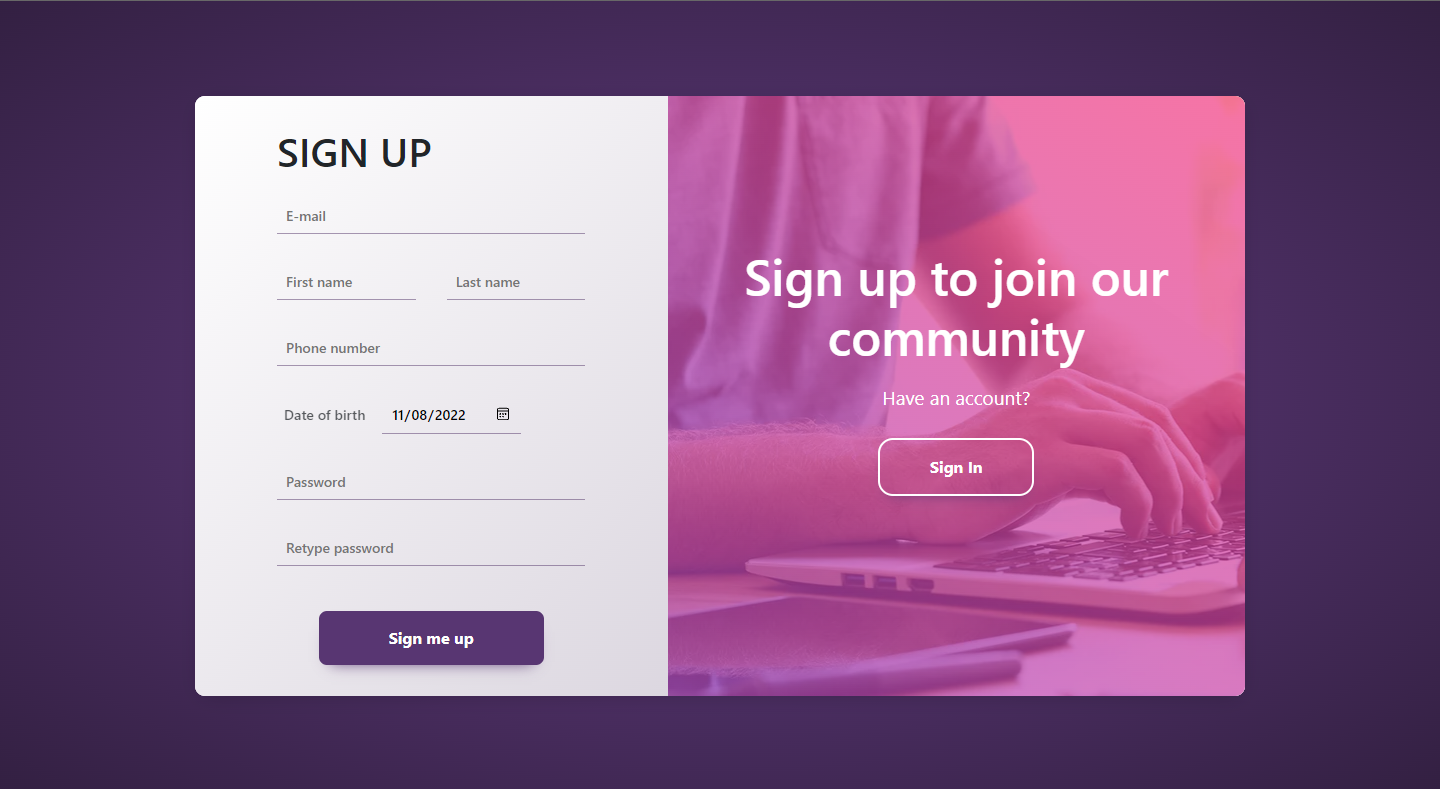 SIGN UP
E-mail
First name Last name
Phone number
Date of birth 11/08/2022
Password
Retype password
Sign me up
Sign up to join our
community
Have an account?
Sign In